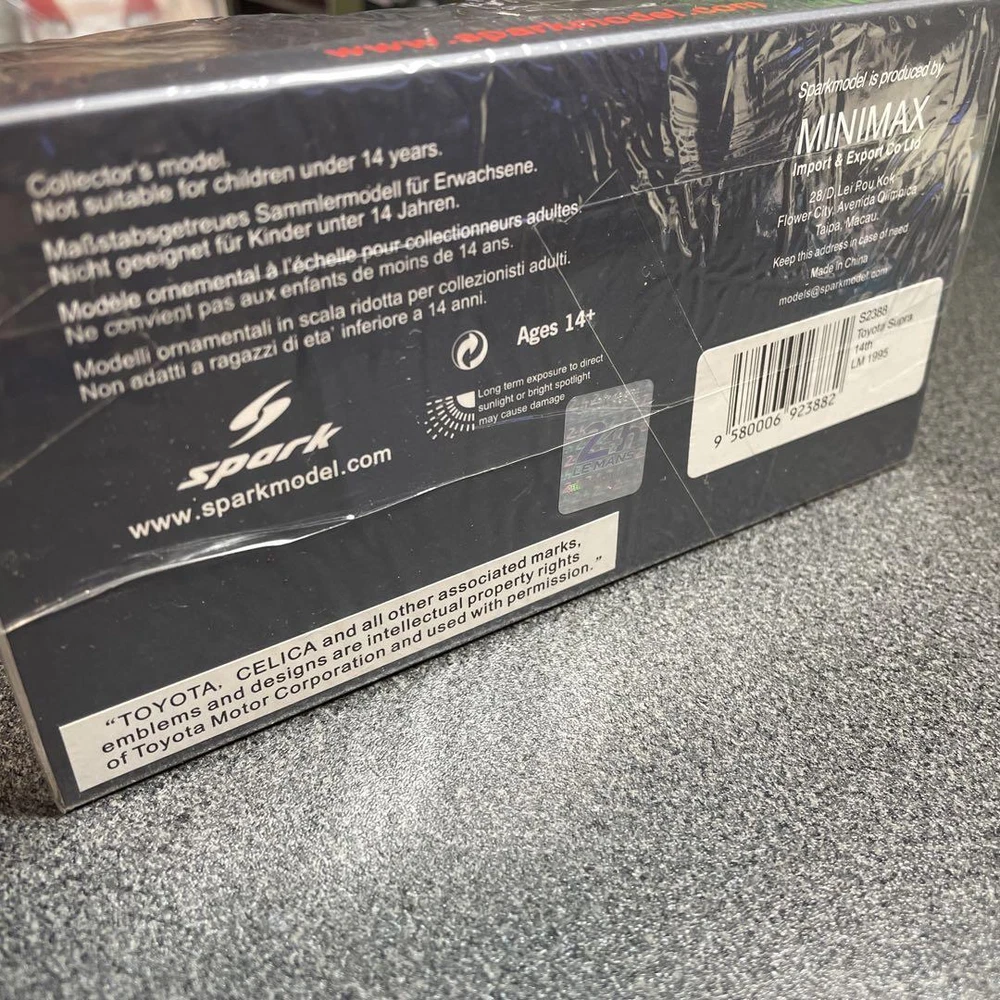 www.sparkmodel.com
Collector's model.
Not suitable for children under 14 years.
Maßstabsgetreues Sammlermodell für Erwachsene.
Nicht geeignet für Kinder unter 14 Jahren.
Modèle ornemental à l'échelle pour collectionneurs adultes.
Ne convient pas aux enfants de moins de 14 ans.
Modelli ornamentali in scala ridotta per collezionisti adulti.
Non adatti a ragazzi di eta' inferiore a 14 anni.
Ages 14+
Long term exposure to direct
sunlight or bright spotlight
may cause damage
spark
www.sparkmodel.com
Sparkmodel is produced by
MINIMAX
Import & Export Co Ltd
28/D, Lei Pou Kok
Flower City, Avenida Olimpica
Taipa, Macau.
Keep this address in case of need
Made in China
models@sparkmodel.com
S2388
Toyota Supra
14th
LM 1995
9 580006 923882
24h
LE MANS
“TOYOTA, CELICA and all other associated marks,
emblems and designs are intellectual property rights
of Toyota Motor Corporation and used with permission.”